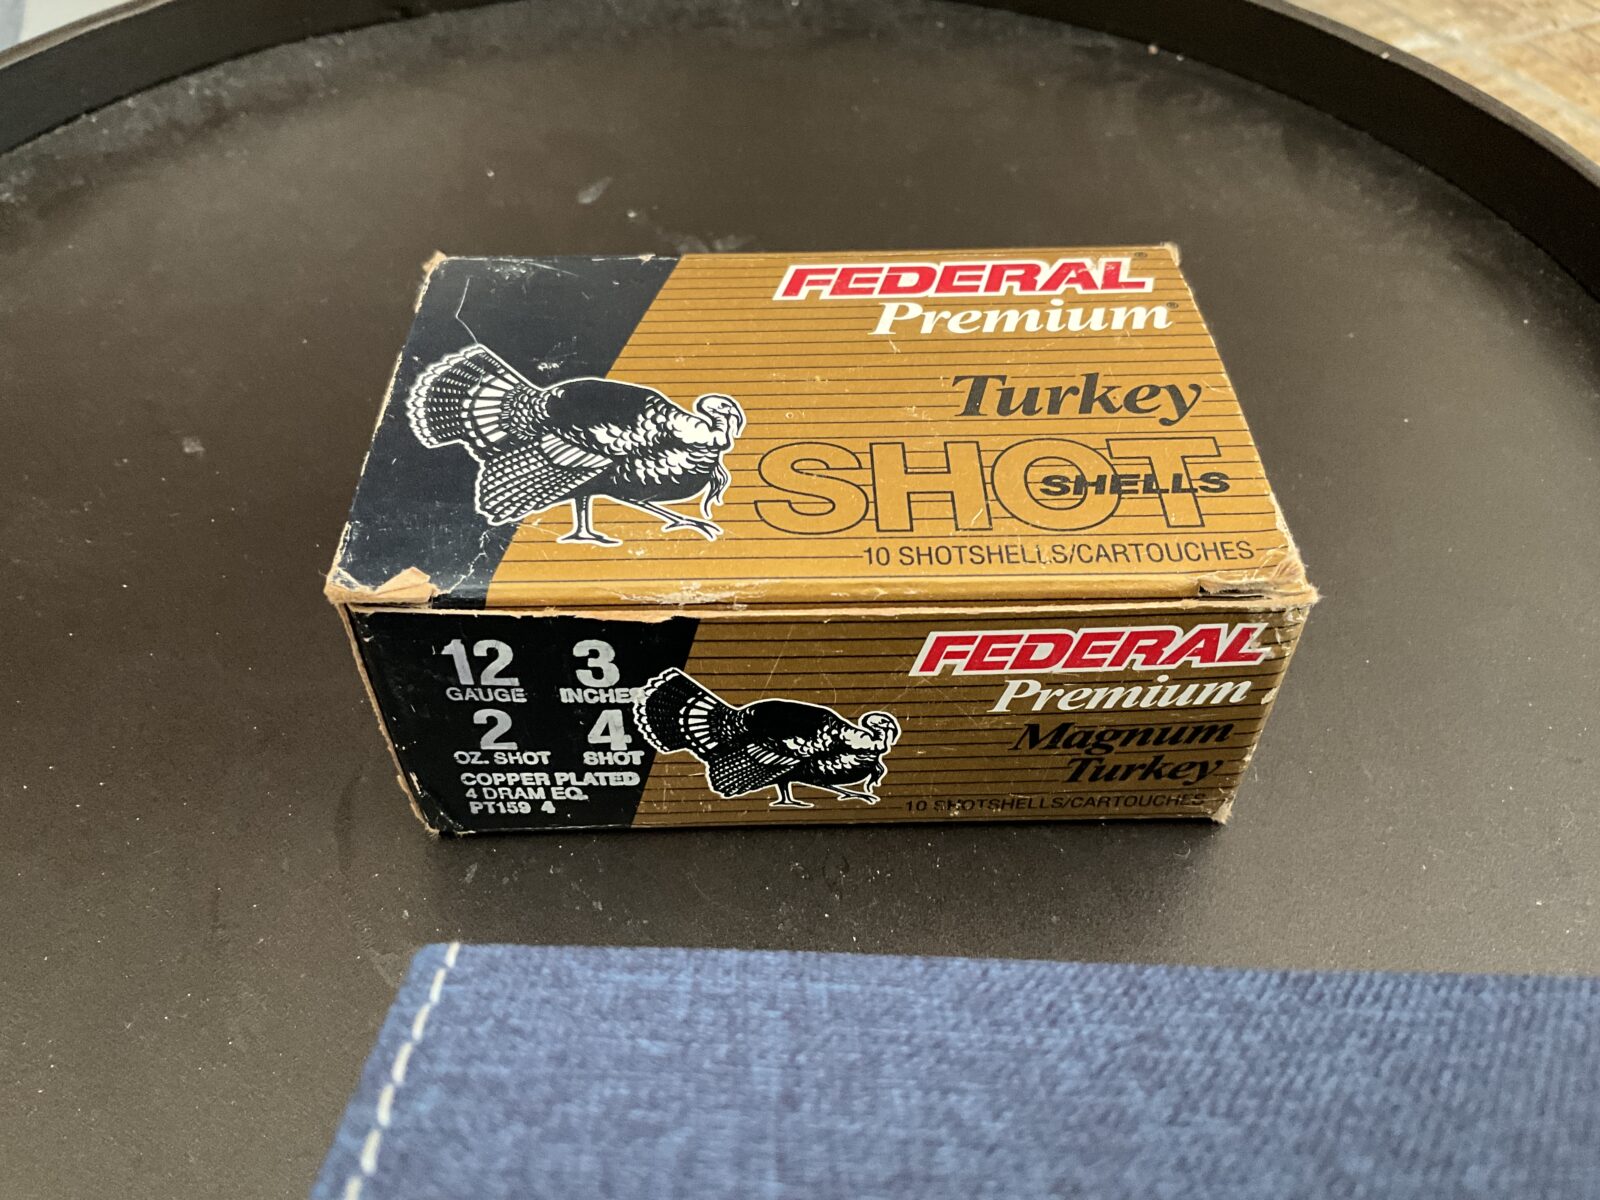 FEDERAL®
Premium®
Turkey
SHOT
SHELLS
10 SHOTSHELLS/CARTOUCHES
12 3
GAUGE INCHES
2 4
OZ. SHOT SHOT
COPPER PLATED
4 DRAM EQ.
PT159 4
FEDERAL
Premium
Magnum
Turkey
10 SHOTSHELLS/CARTOUCHES